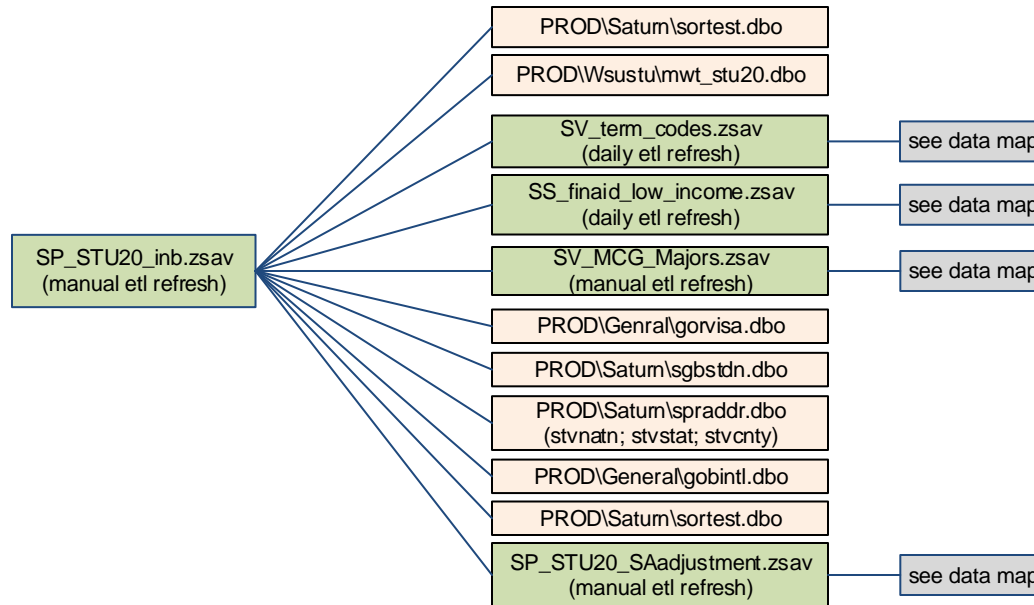 PROD\Saturn\sortest.dbo
PROD\Wsustu\mwt_stu20.dbo
SV_term_codes.zsav
(daily etl refresh)
see data map
SS_finaid_low_income.zsav
(daily etl refresh)
see data map
SP_STU20_inb.zsav
(manual etl refresh)
SV_MCG_Majors.zsav
(manual etl refresh)
see data map
PROD\Genral\gorvisa.dbo
PROD\Saturn\sgbstdn.dbo
PROD\Saturn\spraddr.dbo
(stvnatn; stvstat; stvcnty)
PROD\General\gobintl.dbo
PROD\Saturn\sortest.dbo
SP_STU20_SAadjustment.zsav
(manual etl refresh)
see data map